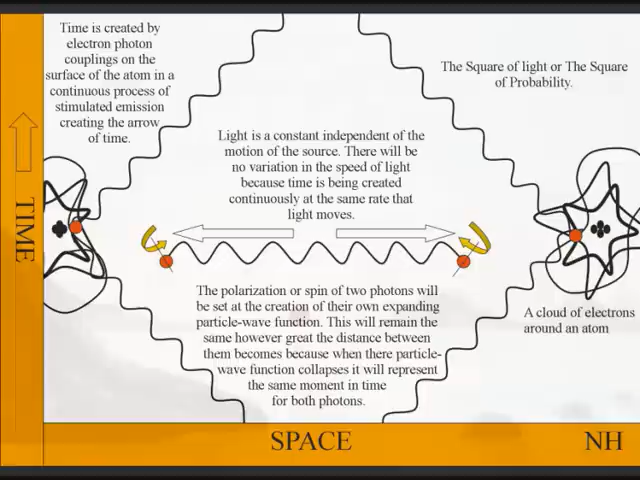 Time is created by
electron photon
couplings on the
surface of the atom in a
continuous process of
stimulated emission
creating the arrow
of time.
The Square of light or The Square
of Probability.
Light is a constant independent of the
motion of the source. There will be
no variation in the speed of light
because time is being created
continuously at the same rate that
light moves.
TIME
The polarization or spin of two photons will
be set at the creation of their own expanding
particle-wave function. This will remain the
same however great the distance between
them becomes because when there particle-
wave function collapses it will represent
the same moment in time
for both photons.
A cloud of electrons
around an atom
SPACE
NH